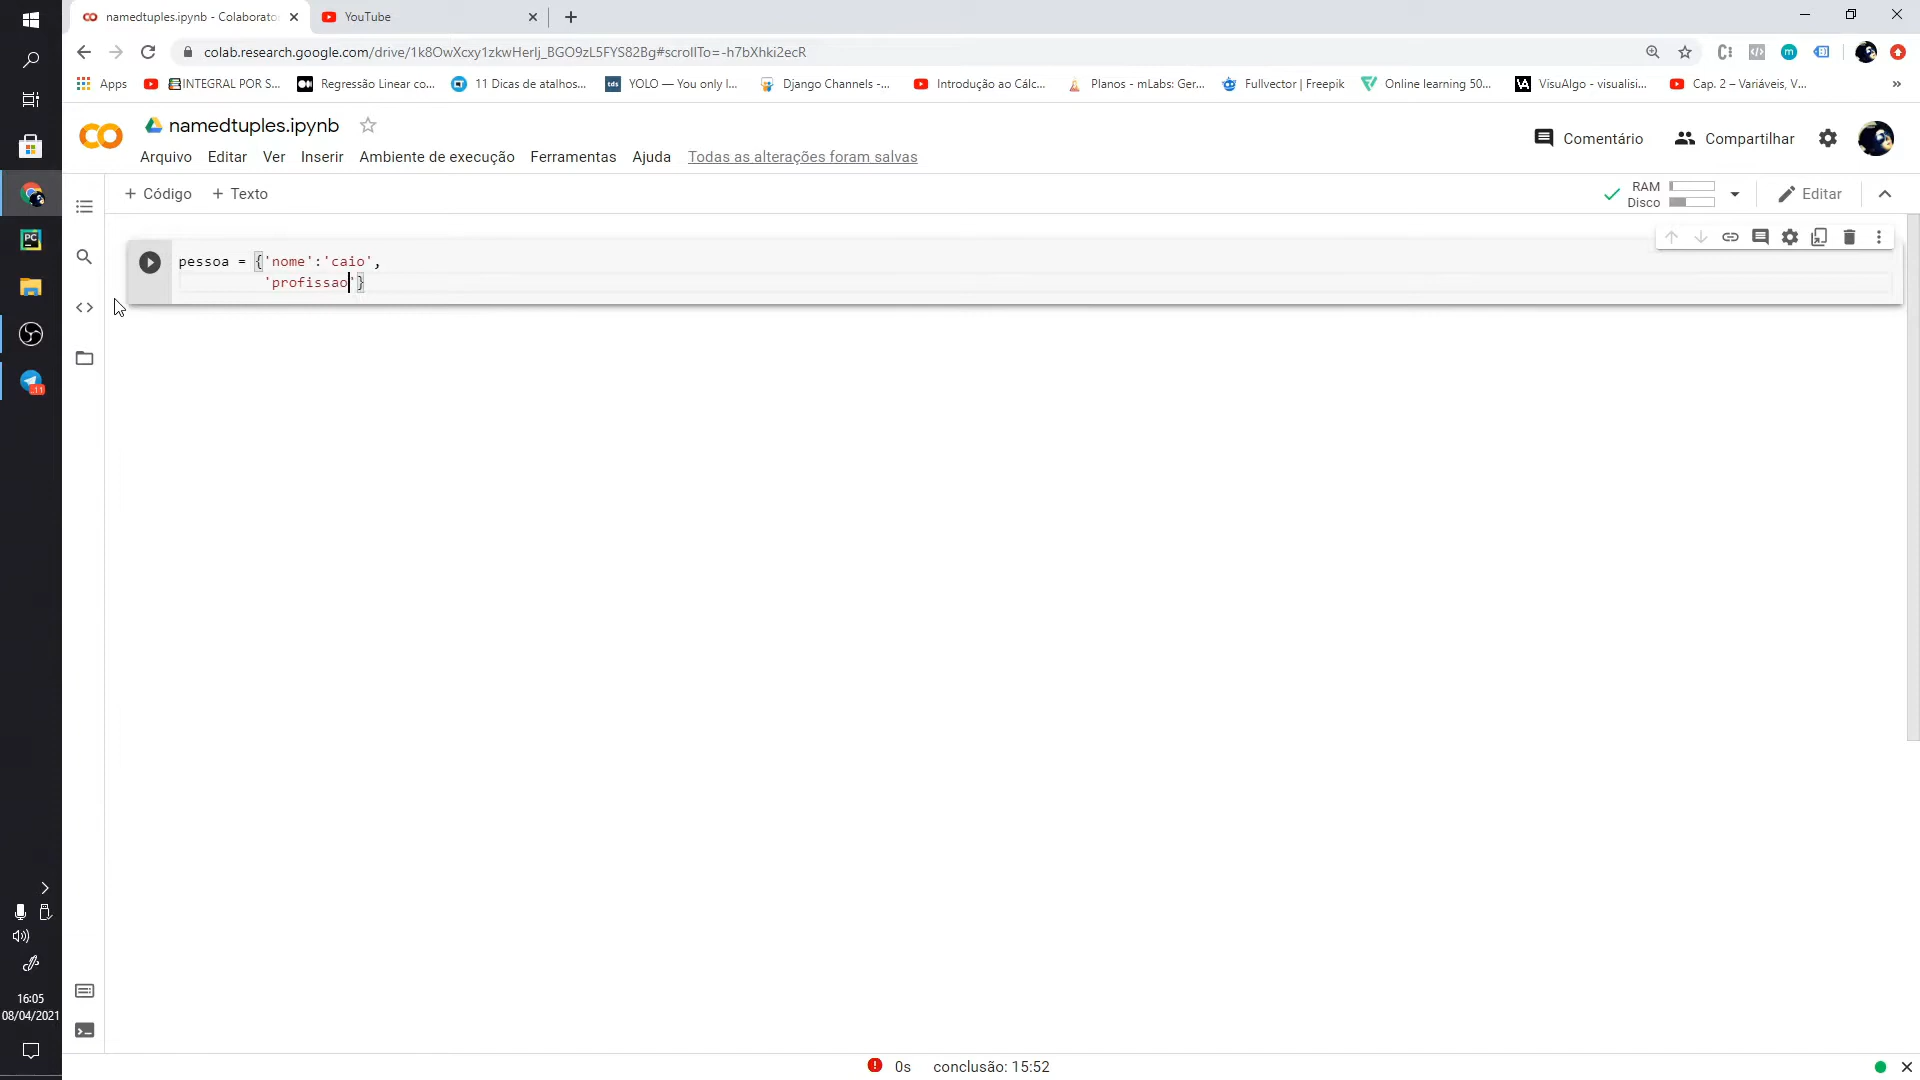 namedtuples.ipynb - Colaborato
YouTube
colab.research.google.com/drive/1k8OwXcxy1zkwHerIj_BGO9zL5FYS82Bg#scrollTo=-h7bXhki2ecR
Apps
INTEGRAL POR S...
Regressão Linear co...
11 Dicas de atalhos...
YOLO — You only l...
Django Channels -...
Introdução ao Cálc...
Planos - mLabs: Ger...
Fullvector | Freepik
Online learning 50...
VisuAlgo - visualisi...
Cap. 2 – Variáveis, V...
namedtuples.ipynb
Comentário
Compartilhar
Arquivo Editar Ver Inserir Ambiente de execução Ferramentas Ajuda Todas as alterações foram salvas
+ Código + Texto
RAM
Disco
Editar
pessoa = {'nome':'caio',
'profissao'}
16:05
08/04/2021
0s conclusão: 15:52